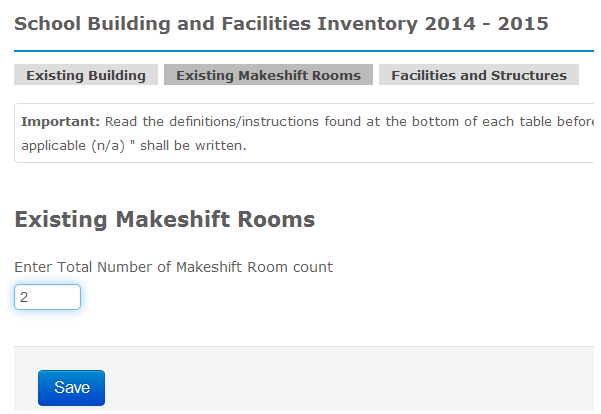 School Building and Facilities Inventory 2014 - 2015
Existing Building Existing Makeshift Rooms Facilities and Structures
Important: Read the definitions/instructions found at the bottom of each table before
applicable (n/a) " shall be written.
Existing Makeshift Rooms
Enter Total Number of Makeshift Room count
2
Save